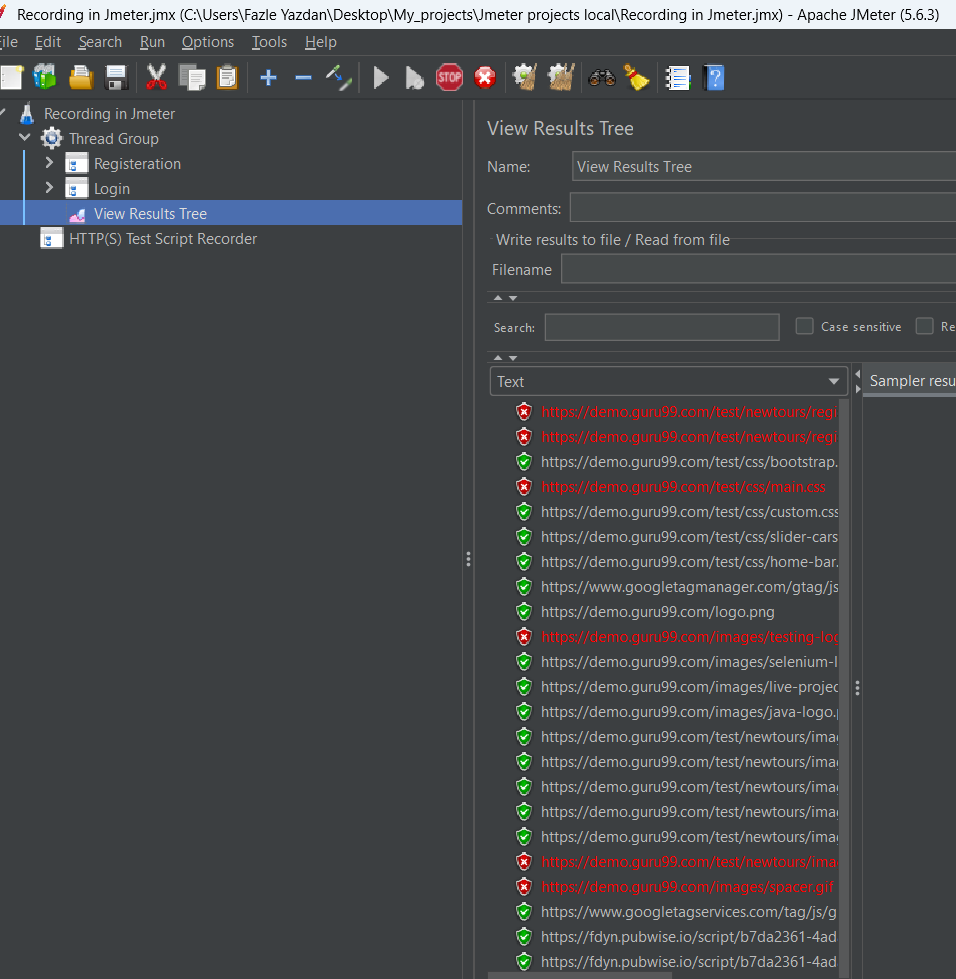 Recording in Jmeter.jmx (C:\Users\Fazle Yazdan\Desktop\My_projects\Jmeter projects local\Recording in Jmeter.jmx) - Apache JMeter (5.6.3)
ile Edit Search Run Options Tools Help
STOP
Recording in Jmeter
Thread Group
Registeration
Login
View Results Tree
HTTP(S) Test Script Recorder
View Results Tree
Name: View Results Tree
Comments:
Write results to file / Read from file
Filename
Search: Case sensitive Re
Text
Sampler resu
https://demo.guru99.com/test/newtours/regi
https://demo.guru99.com/test/newtours/regi
https://demo.guru99.com/test/css/bootstrap.
https://demo.guru99.com/test/css/main.css
https://demo.guru99.com/test/css/custom.css
https://demo.guru99.com/test/css/slider-cars
https://demo.guru99.com/test/css/home-bar.
https://www.googletagmanager.com/gtag/js
https://demo.guru99.com/logo.png
https://demo.guru99.com/images/testing-log
https://demo.guru99.com/images/selenium-l
https://demo.guru99.com/images/live-projec
https://demo.guru99.com/images/java-logo.p
https://demo.guru99.com/test/newtours/imag
https://demo.guru99.com/test/newtours/imag
https://demo.guru99.com/test/newtours/imag
https://demo.guru99.com/test/newtours/imag
https://demo.guru99.com/test/newtours/imag
https://demo.guru99.com/test/newtours/ima
https://demo.guru99.com/images/spacer.gif
https://www.googletagservices.com/tag/js/g
https://fdyn.pubwise.io/script/b7da2361-4ad
https://fdyn.pubwise.io/script/b7da2361-4ad